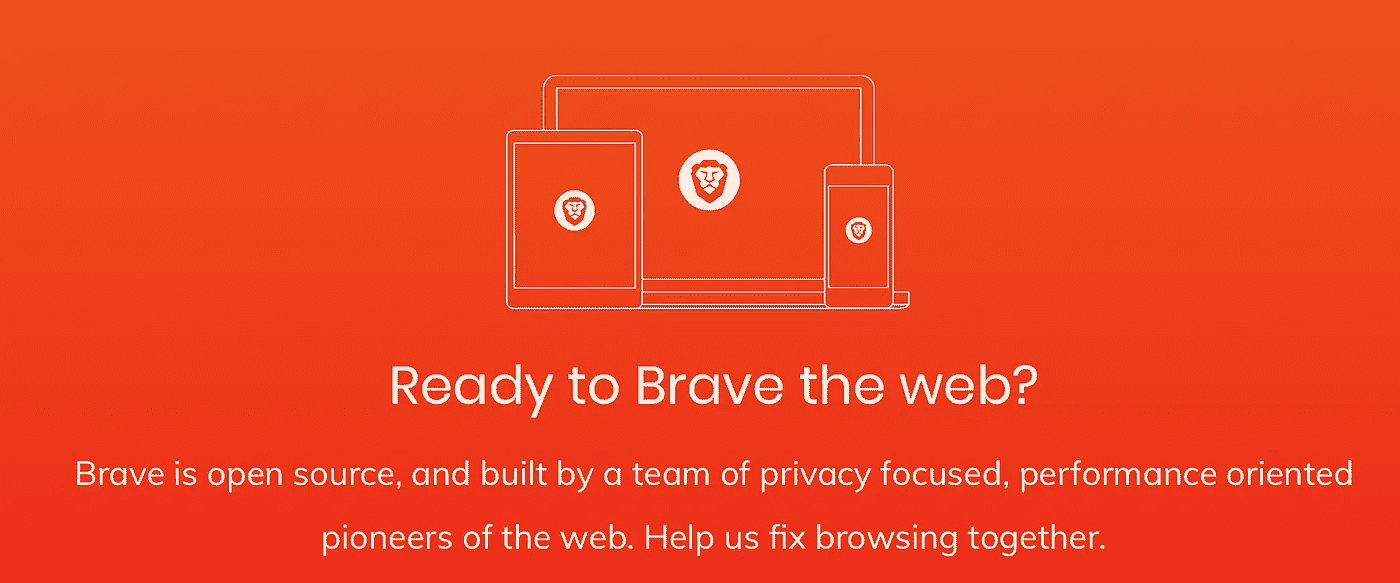 Ready to Brave the web?
Brave is open source, and built by a team of privacy focused, performance oriented
pioneers of the web. Help us fix browsing together.